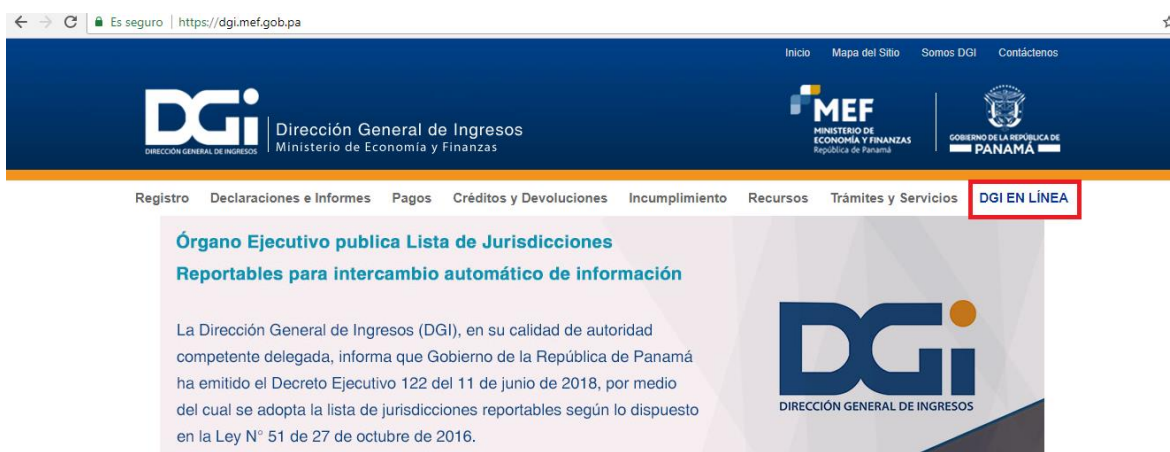 Es seguro | https://dgi.mef.gob.pa
Inicio Mapa del Sitio Somos DGI Contáctenos
DGi
DIRECCIÓN GENERAL DE INGRESOS
Dirección General de Ingresos
Ministerio de Economía y Finanzas
MEF
MINISTERIO DE
ECONOMÍA Y FINANZAS
República de Panamá
GOBIERNO DE LA REPÚBLICA DE
PANAMÁ
Registro Declaraciones e Informes Pagos Créditos y Devoluciones Incumplimiento Recursos Trámites y Servicios DGI EN LÍNEA
Órgano Ejecutivo publica Lista de Jurisdicciones
Reportables para intercambio automático de información
La Dirección General de Ingresos (DGI), en su calidad de autoridad
competente delegada, informa que Gobierno de la República de Panamá
ha emitido el Decreto Ejecutivo 122 del 11 de junio de 2018, por medio
del cual se adopta la lista de jurisdicciones reportables según lo dispuesto
en la Ley N° 51 de 27 de octubre de 2016.
DGi
DIRECCIÓN GENERAL DE INGRESOS